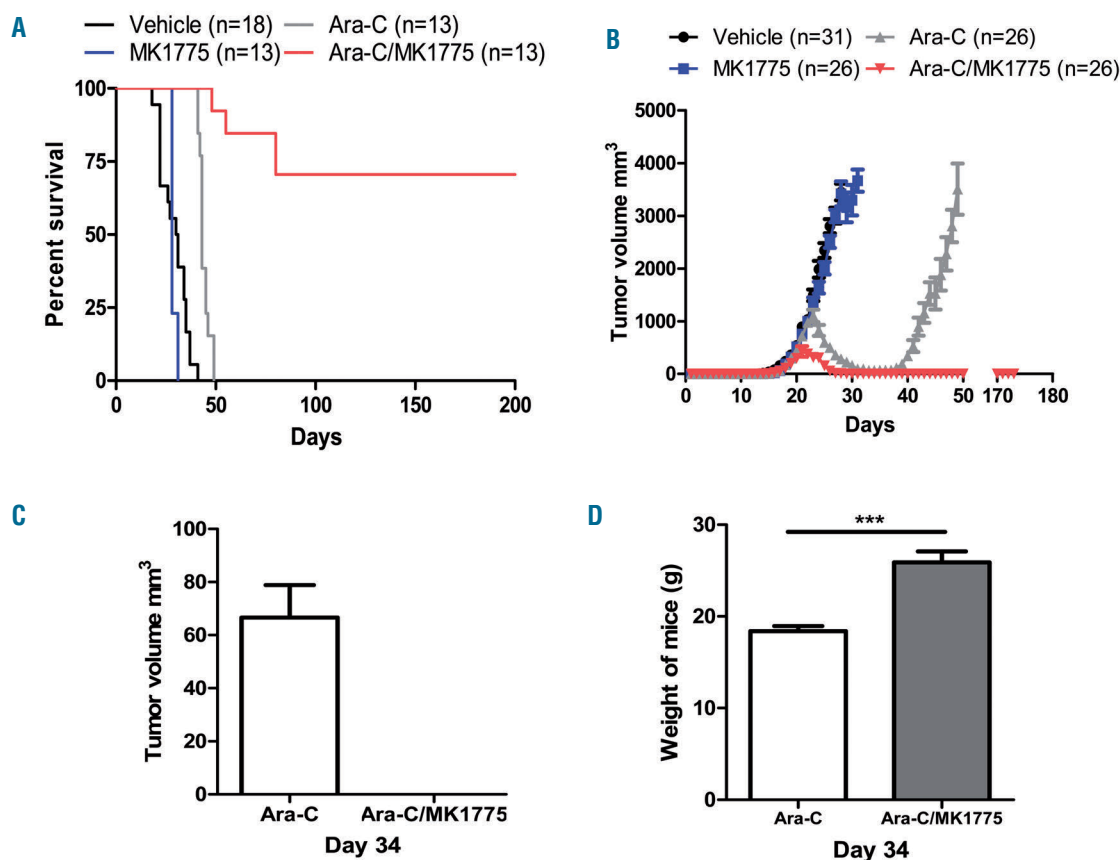 A
Vehicle (n=18) Ara-C (n=13)
MK1775 (n=13) Ara-C/MK1775 (n=13)
100
75
50
25
0
Percent survival
0 50 100 150 200
Days
B
Vehicle (n=31) Ara-C (n=26)
MK1775 (n=26) Ara-C/MK1775 (n=26)
5000
4000
3000
2000
1000
0
Tumor volume mm³
0 10 20 30 40 50 170 180
Days
C
100
80
60
40
20
0
Tumor volume mm³
Ara-C Ara-C/MK1775
Day 34
D
***
30
20
10
0
Weight of mice (g)
Ara-C Ara-C/MK1775
Day 34